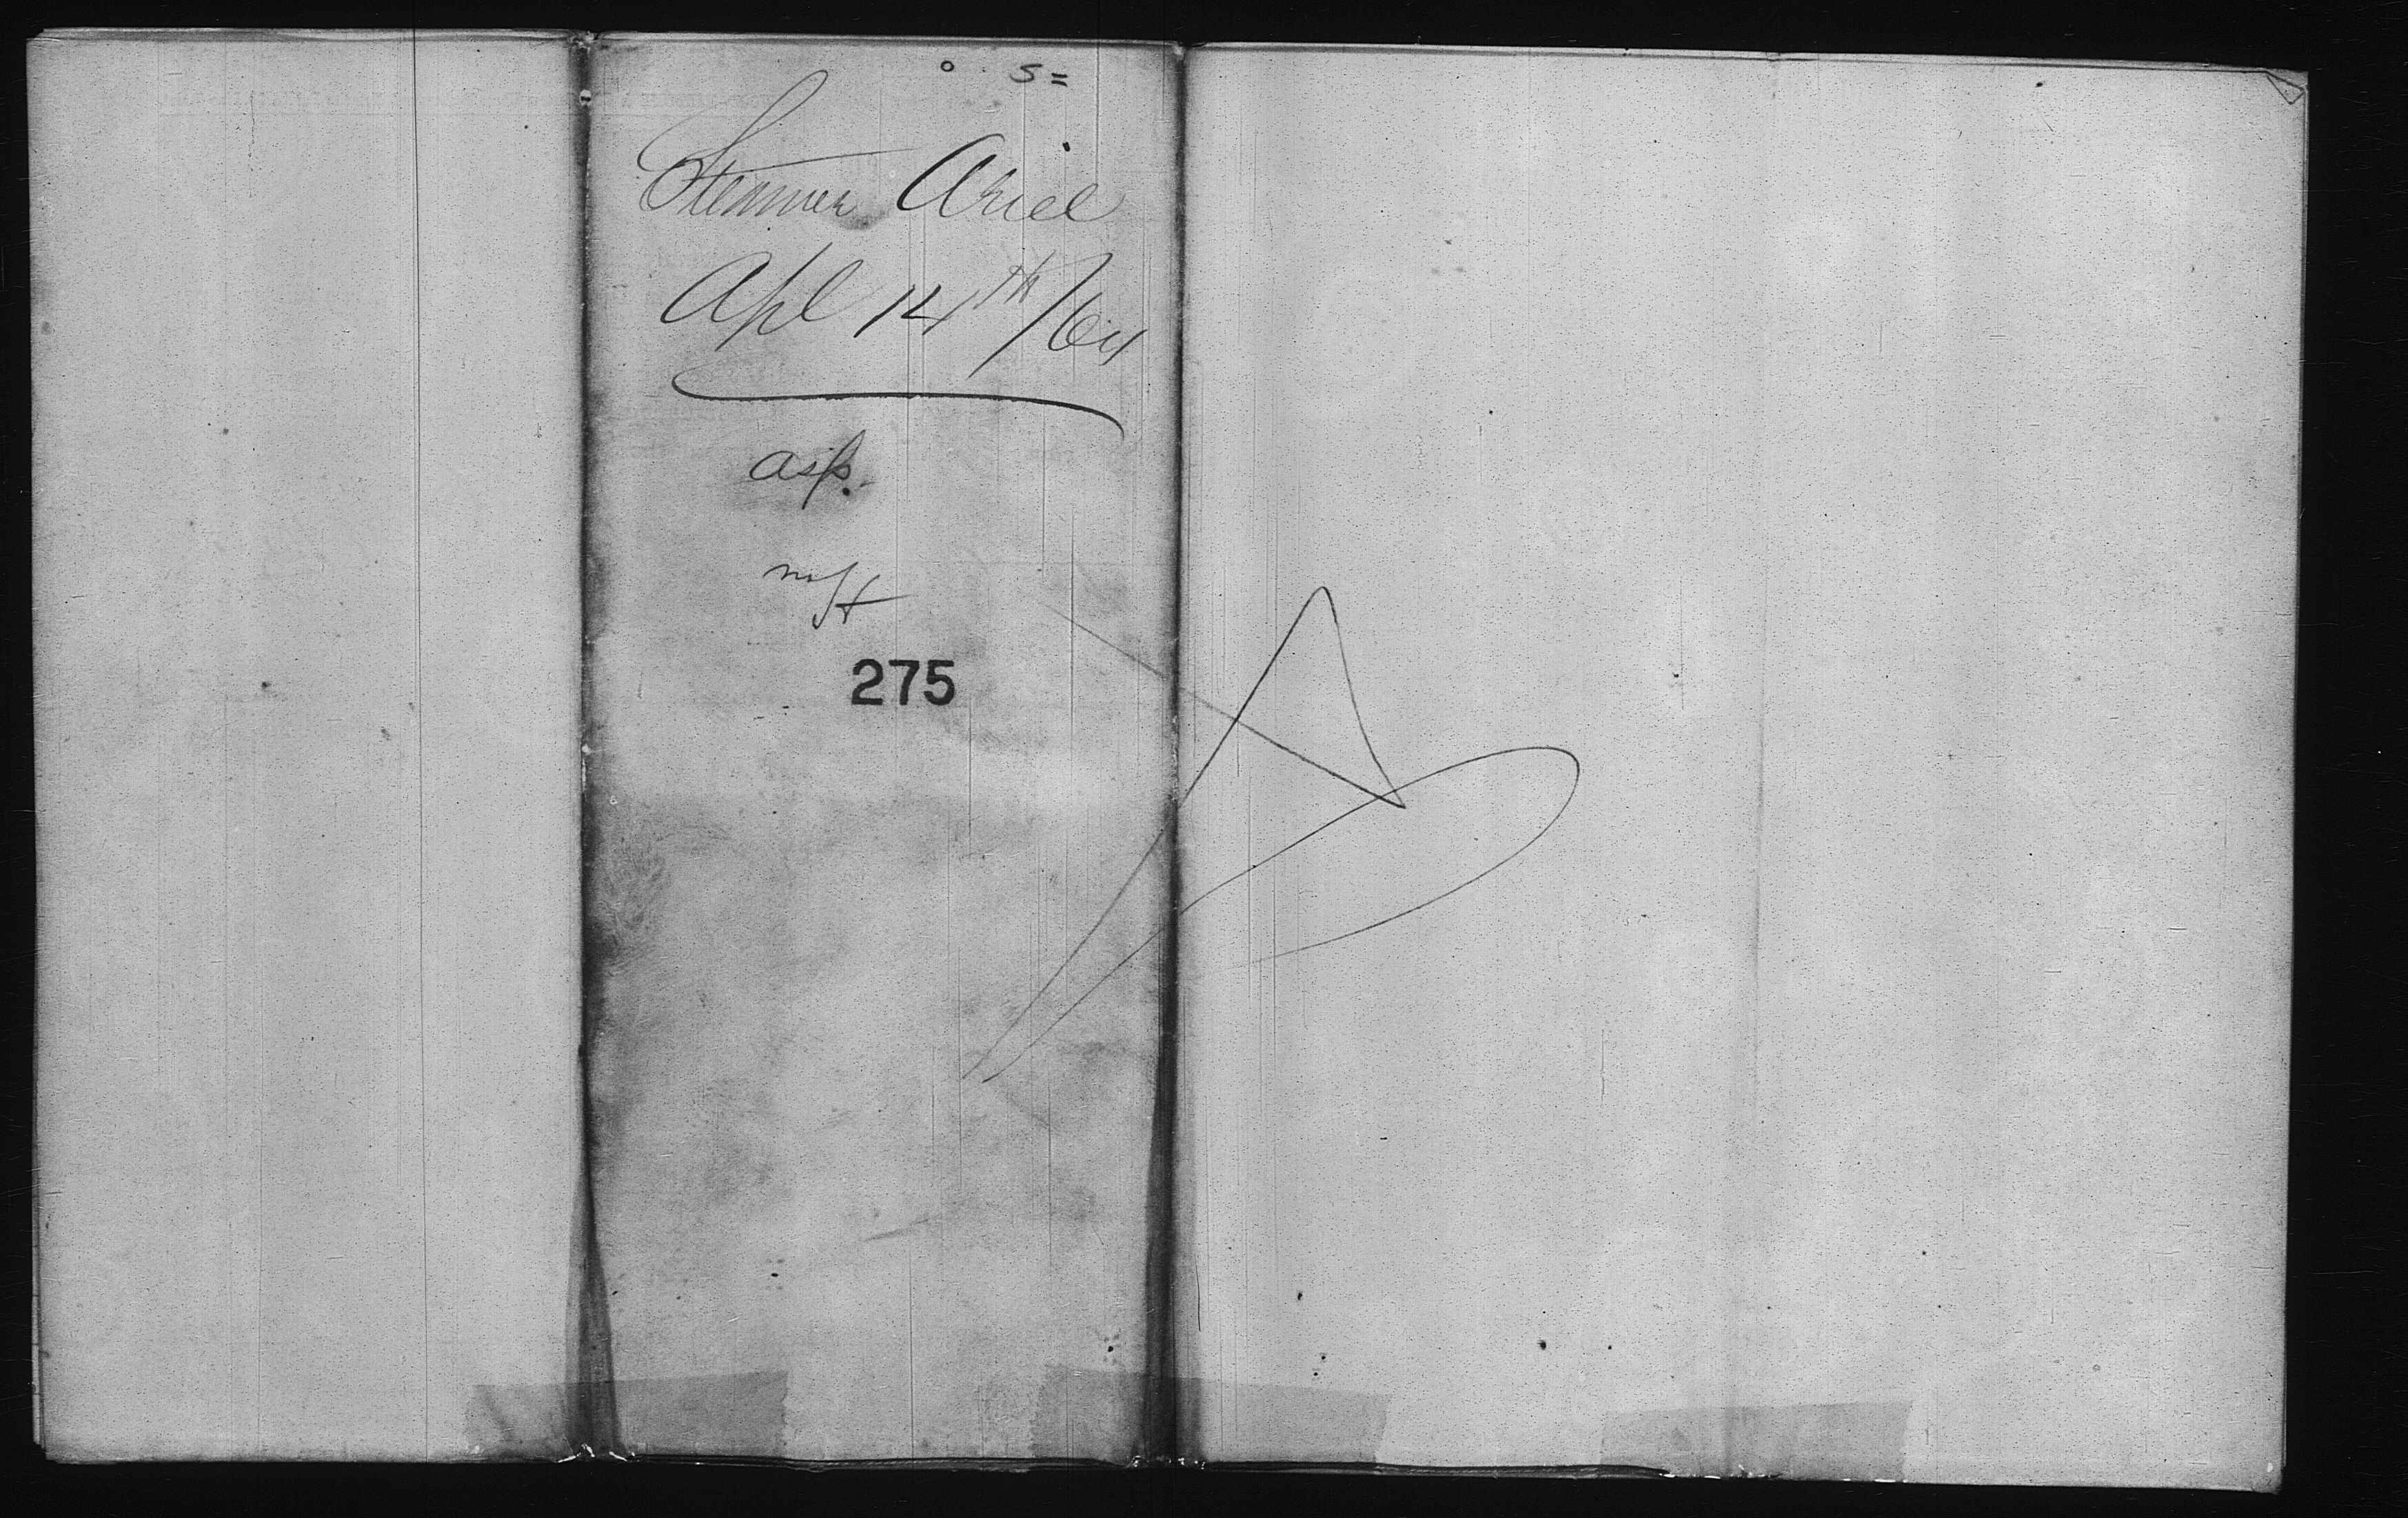 o s=
Steamer Ariel
Apl 14th/64
asp.
275